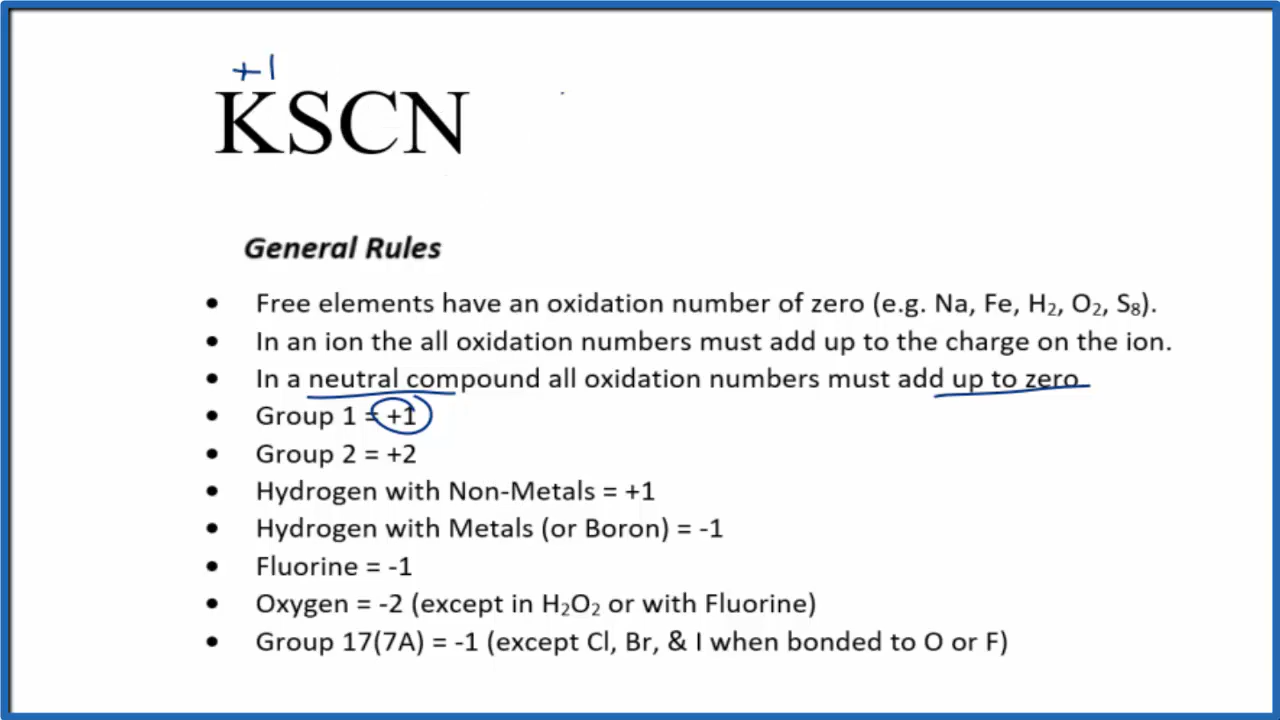 +1
KSCN
General Rules
• Free elements have an oxidation number of zero (e.g. Na, Fe, H₂, O₂, S₈).
• In an ion the all oxidation numbers must add up to the charge on the ion.
• In a neutral compound all oxidation numbers must add up to zero
• Group 1 = +1
• Group 2 = +2
• Hydrogen with Non-Metals = +1
• Hydrogen with Metals (or Boron) = -1
• Fluorine = -1
• Oxygen = -2 (except in H₂O₂ or with Fluorine)
• Group 17(7A) = -1 (except Cl, Br, & I when bonded to O or F)